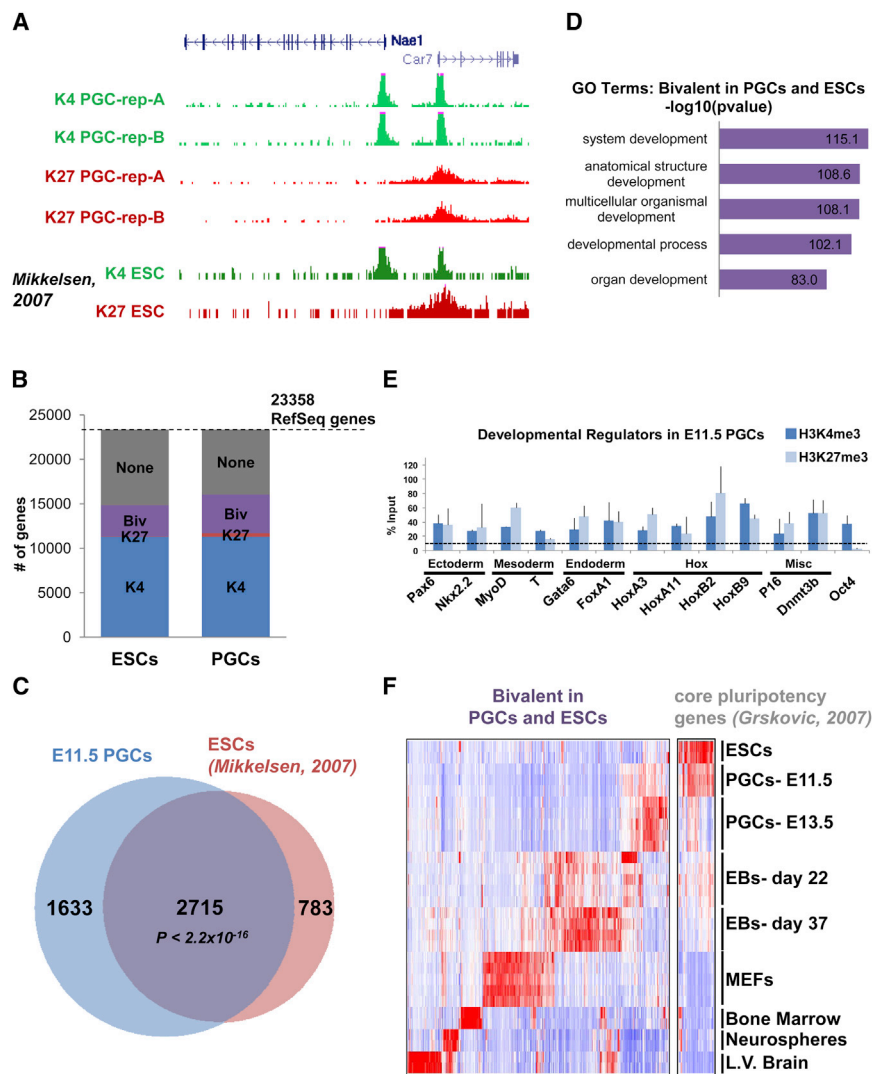 A
Nae1
Car7
K4 PGC-rep-A
K4 PGC-rep-B
K27 PGC-rep-A
K27 PGC-rep-B
K4 ESC
Mikkelsen,
2007
K27 ESC
D
GO Terms: Bivalent in PGCs and ESCs
-log10(pvalue)
system development
115.1
anatomical structure
development
108.6
multicellular organismal
development
108.1
developmental process
102.1
organ development
83.0
B
23358
RefSeq genes
# of genes
25000
20000
15000
10000
5000
0
None
Biv
K27
K4
None
Biv
K27
K4
ESCs
PGCs
E
Developmental Regulators in E11.5 PGCs
H3K4me3
H3K27me3
% Input
120
100
80
60
40
20
0
Ectoderm
Mesoderm
Endoderm
Hox
Misc
Pax6
Nkx2.2
MyoD
T
Gata6
FoxA1
HoxA3
HoxA11
HoxB2
HoxB9
P16
Dnmt3b
Oct4
C
E11.5 PGCs
ESCs
(Mikkelsen, 2007)
1633
2715
P < 2.2x10⁻¹⁶
783
F
Bivalent in
PGCs and ESCs
core pluripotency
genes (Grskovic, 2007)
ESCs
PGCs- E11.5
PGCs- E13.5
EBs- day 22
EBs- day 37
MEFs
Bone Marrow
Neurospheres
L.V. Brain